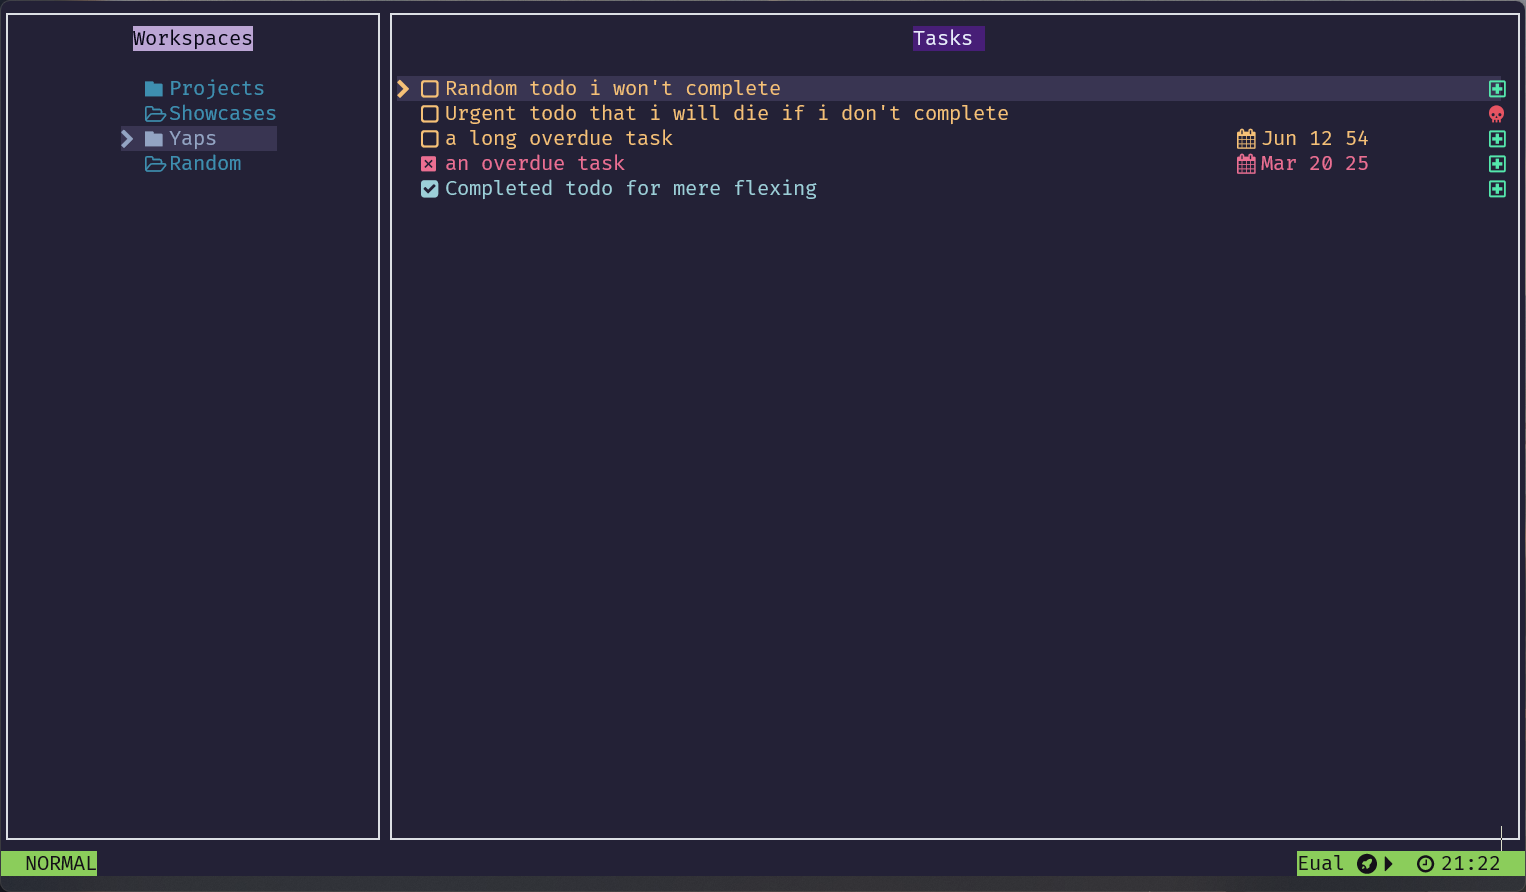 Workspaces
Projects
Showcases
Yaps
Random
Tasks
Random todo i won't complete
Urgent todo that i will die if i don't complete
a long overdue task Jun 12 54
an overdue task Mar 20 25
Completed todo for mere flexing
NORMAL
Eual 21:22